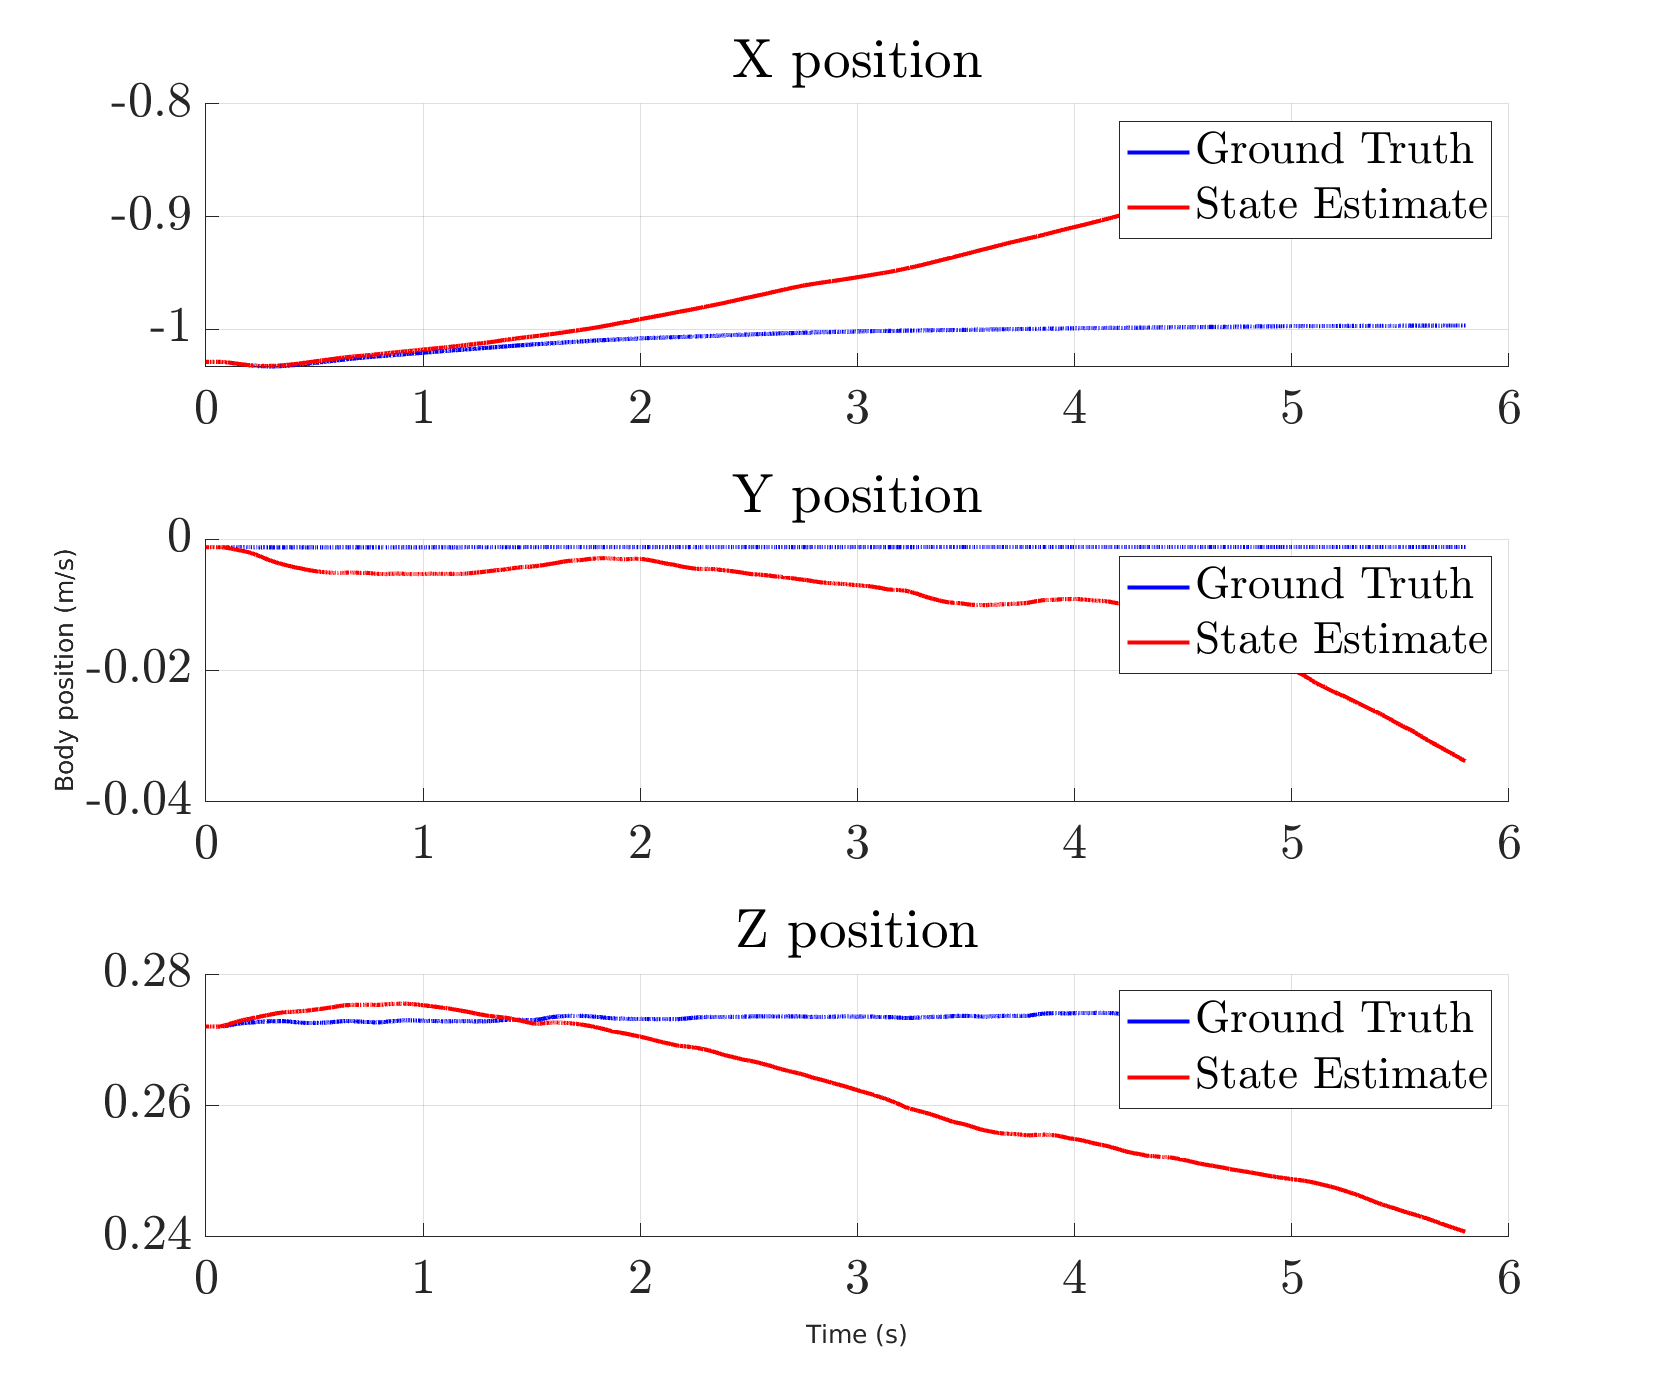 X position
-0.8
-0.9
-1
Ground Truth
State Estimate
0 1 2 3 4 5 6
Y position
Body position (m/s)
0
-0.02
-0.04
Ground Truth
State Estimate
0 1 2 3 4 5 6
Z position
0.28
0.26
0.24
Ground Truth
State Estimate
0 1 2 3 4 5 6
Time (s)